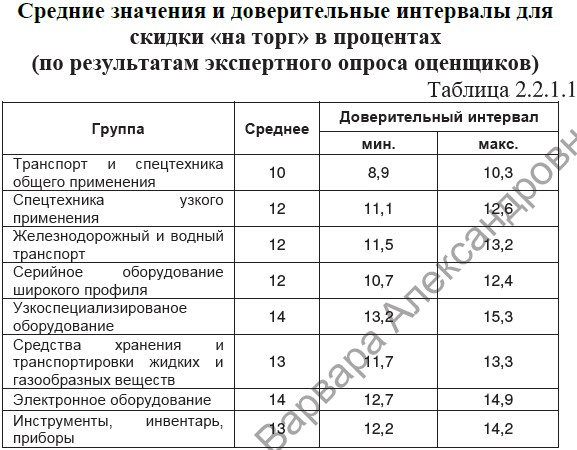 Средние значения и доверительные интервалы для
скидки «на торг» в процентах
(по результатам экспертного опроса оценщиков)
Таблица 2.2.1.1
Группа Среднее Доверительный интервал
мин. макс.
Транспорт и спецтехника
общего применения 10 8,9 10,3
Спецтехника узкого
применения 12 11,1 12,6
Железнодорожный и водный
транспорт 12 11,5 13,2
Серийное оборудование
широкого профиля 12 10,7 12,4
Узкоспециализированое
оборудование 14 13,2 15,3
Средства хранения и
транспортировки жидких и
газообразных веществ 13 11,7 13,3
Электронное оборудование 14 12,7 14,9
Инструменты, инвентарь,
приборы 13 12,2 14,2
Варвара Александровн